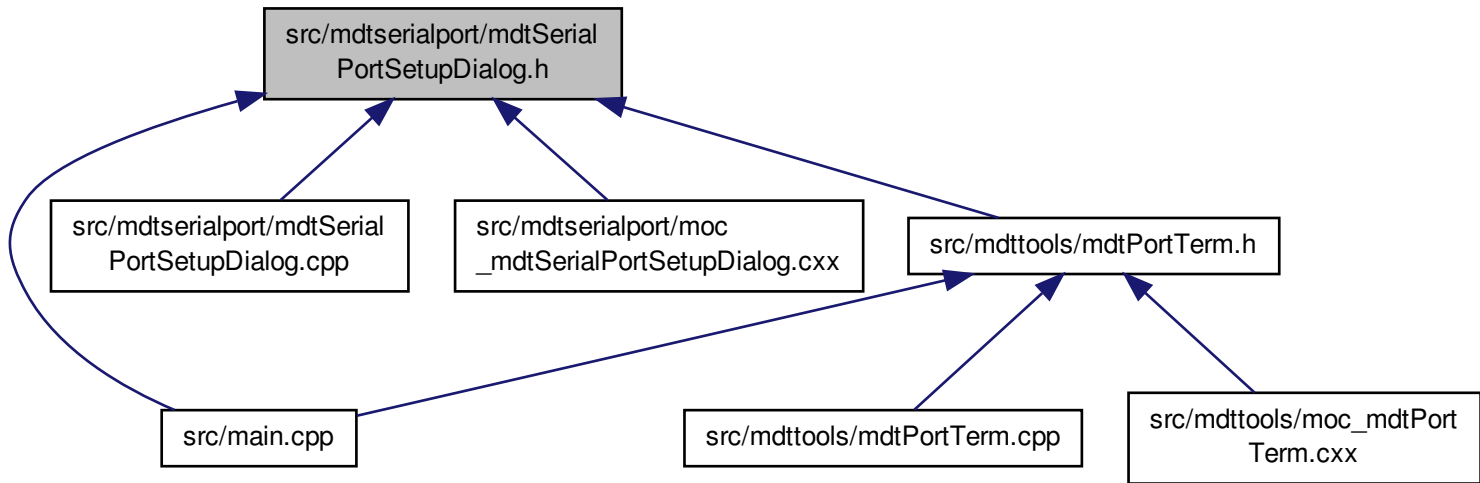 src/mdtserialport/mdtSerial
PortSetupDialog.h
src/mdtserialport/mdtSerial
PortSetupDialog.cpp
src/mdtserialport/moc
_mdtSerialPortSetupDialog.cxx
src/mdttools/mdtPortTerm.h
src/main.cpp
src/mdttools/mdtPortTerm.cpp
src/mdttools/moc_mdtPort
Term.cxx